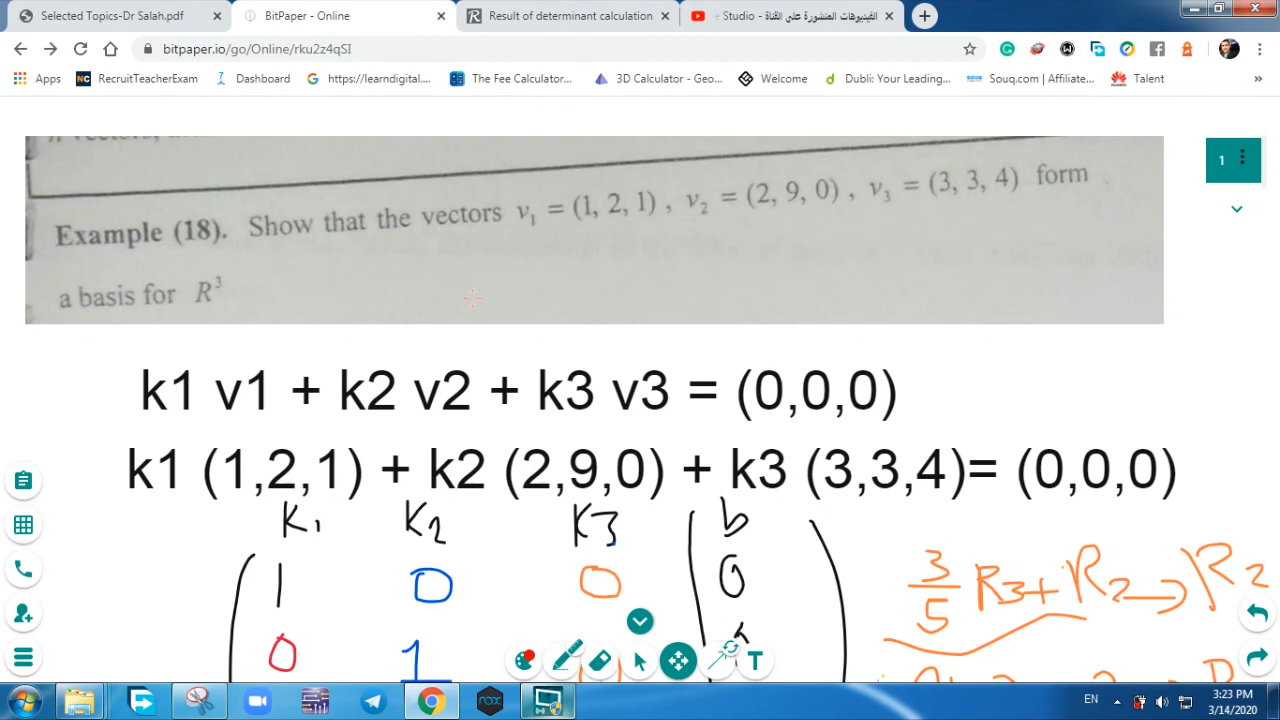 Selected Topics-Dr Salah.pdf
BitPaper - Online
Result of determinant calculation
الفيديوهات المنشورة على القناة - Studio
bitpaper.io/go/Online/rku2z4qSI
Apps
RecruitTeacherExam
Dashboard
https://learndigital....
The Fee Calculator...
3D Calculator - Geo...
Welcome
Dubli: Your Leading...
Souq.com | Affiliate...
Talent
»
1
Example (18). Show that the vectors v₁ = (1, 2, 1) , v₂ = (2, 9, 0) , v₃ = (3, 3, 4) form
a basis for R³
k1 v1 + k2 v2 + k3 v3 = (0,0,0)
k1 (1,2,1) + k2 (2,9,0) + k3 (3,3,4)= (0,0,0)
K₁ K₂ K3 b
1 0 0 0
3/5 R3+R2→R2
0 1
T
EN
3:23 PM
3/14/2020